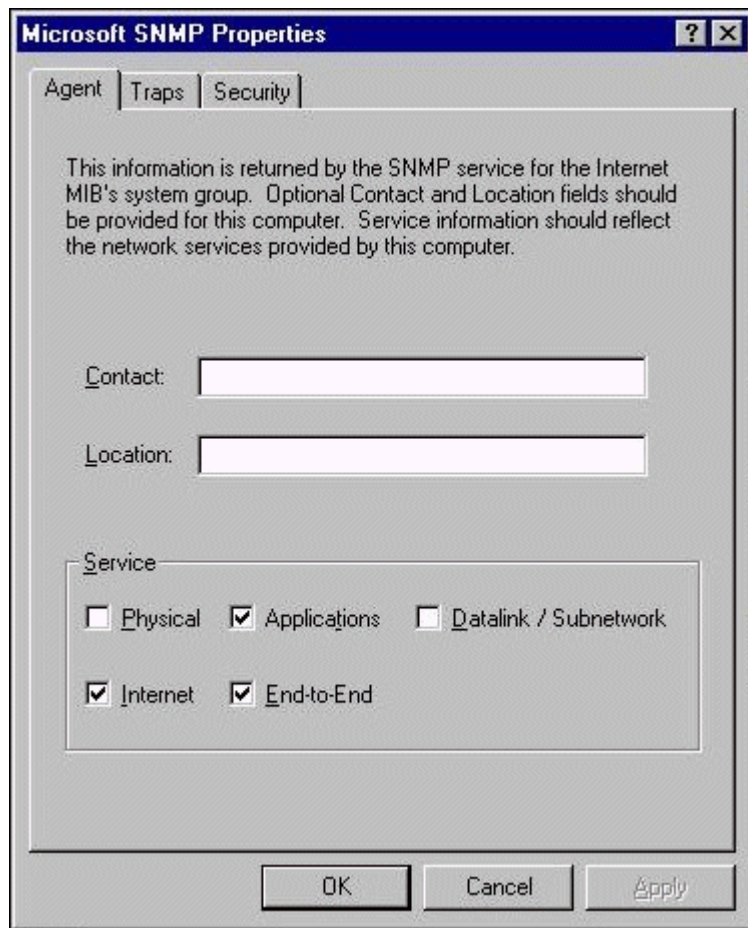 Microsoft SNMP Properties
Agent Traps Security
This information is returned by the SNMP service for the Internet
MIB's system group. Optional Contact and Location fields should
be provided for this computer. Service information should reflect
the network services provided by this computer.
Contact:
Location:
Service
Physical Applications Datalink / Subnetwork
Internet End-to-End
OK Cancel Apply